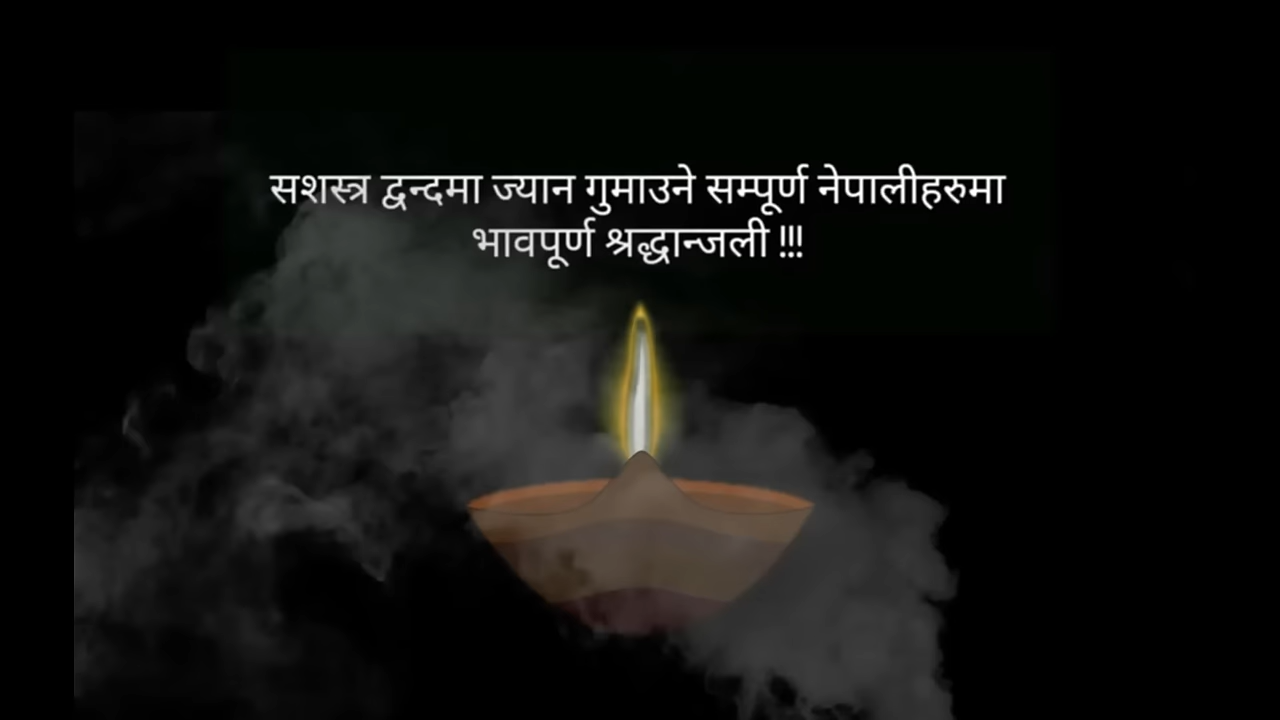 सशस्त्र द्वन्दमा ज्यान गुमाउने सम्पूर्ण नेपालीहरुमा
भावपूर्ण श्रद्धान्जली !!!